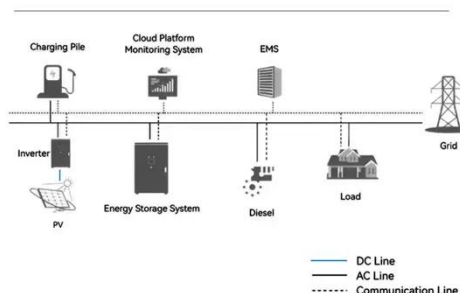 Charging Pile
Cloud Platform
Monitoring System
EMS
Grid
Inverter
PV
Energy Storage System
Diesel
Load
DC Line
AC Line
Communication Line